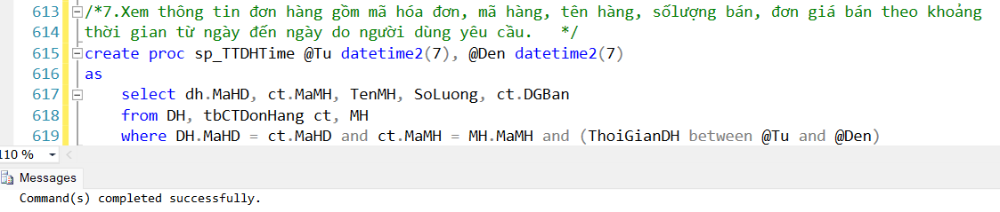 613 /*7.Xem thông tin đơn hàng gồm mã hóa đơn, mã hàng, tên hàng, sốlượng bán, đơn giá bán theo khoảng
614 thời gian từ ngày đến ngày do người dùng yêu cầu.   */
615 create proc sp_TTDHTime @Tu datetime2(7), @Den datetime2(7)
616 as
617     select dh.MaHD, ct.MaMH, TenMH, SoLuong, ct.DGBan
618     from DH, tbCTDonHang ct, MH
619     where DH.MaHD = ct.MaHD and ct.MaMH = MH.MaMH and (ThoiGianDH between @Tu and @Den)
110 %
Messages
Command(s) completed successfully.